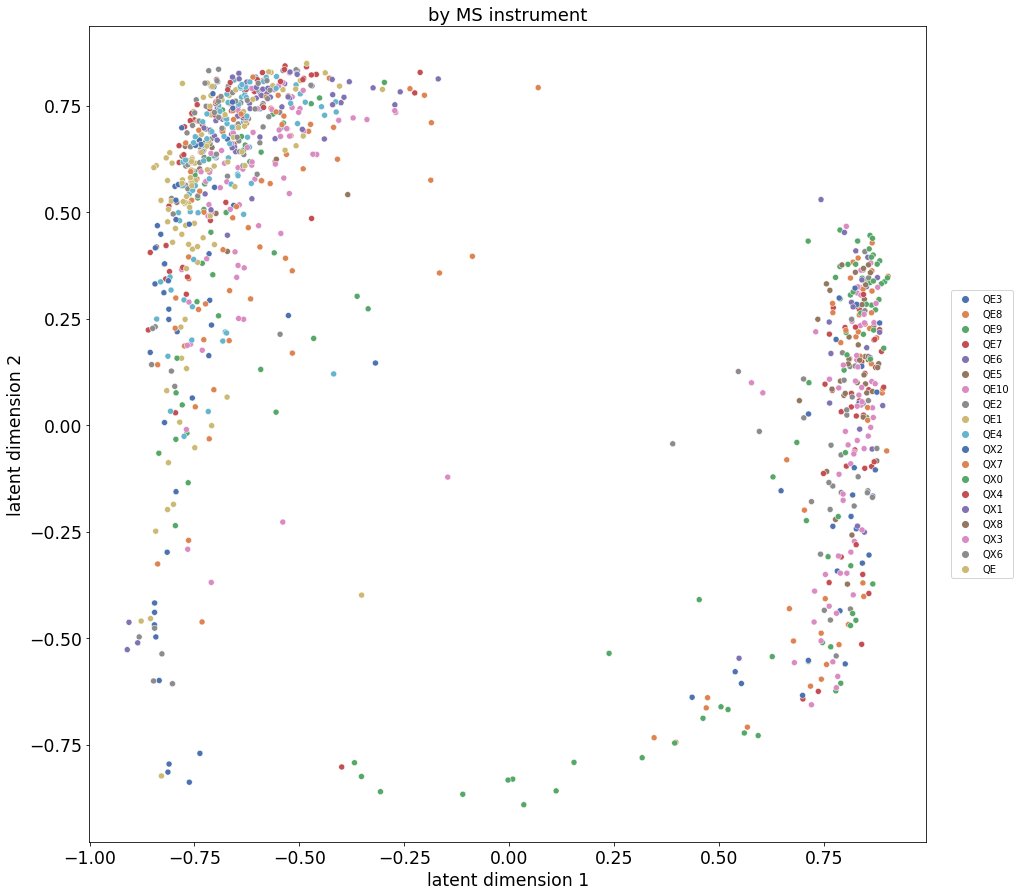 by MS instrument
latent dimension 2
0.75
0.50
0.25
0.00
−0.25
−0.50
−0.75
−1.00 −0.75 −0.50 −0.25 0.00 0.25 0.50 0.75
latent dimension 1
QE3
QE8
QE9
QE7
QE6
QE5
QE10
QE2
QE1
QE4
QX2
QX7
QX0
QX4
QX1
QX8
QX3
QX6
QE